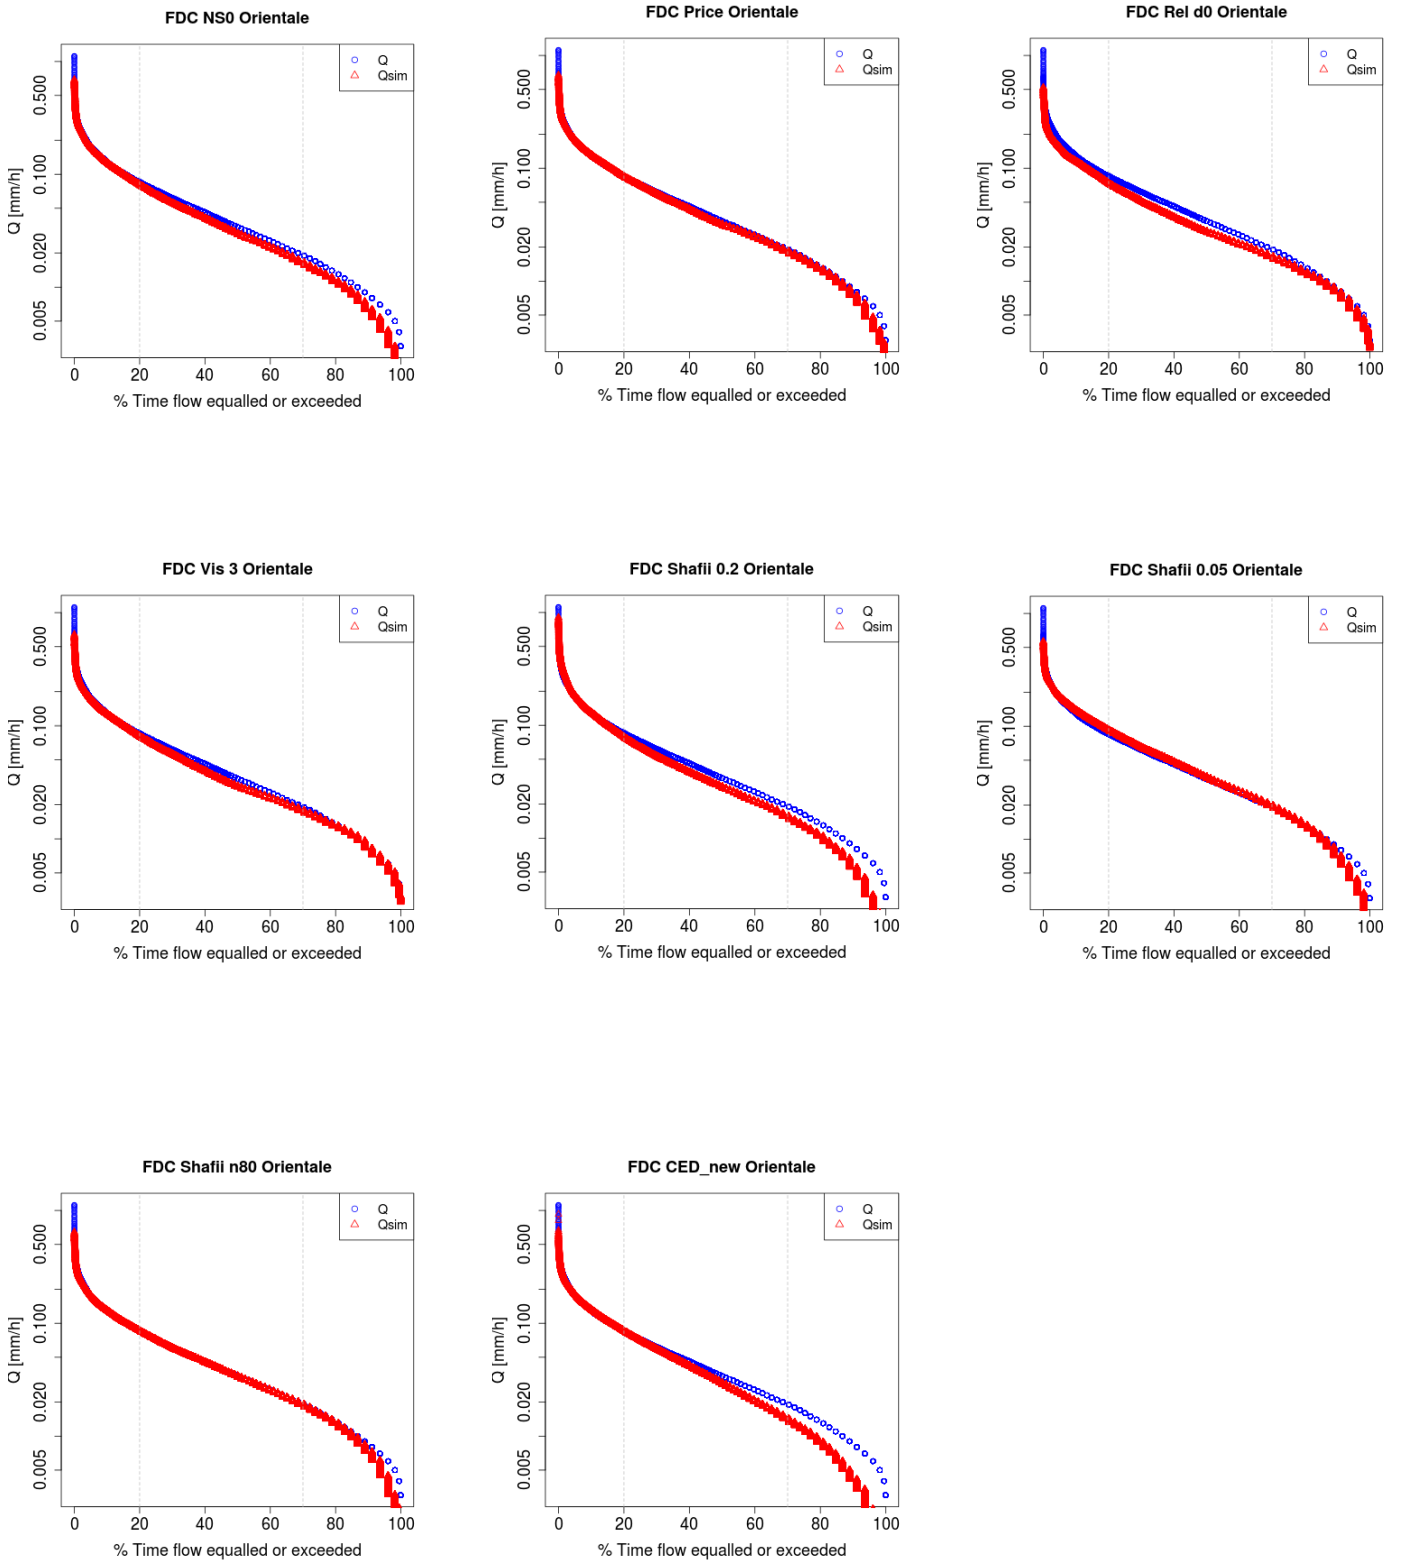 FDC NS0 Orientale
Q
Qsim
Q [mm/h]
0.500
0.100
0.020
0.005
0 20 40 60 80 100
% Time flow equalled or exceeded
FDC Price Orientale
Q
Qsim
Q [mm/h]
0.500
0.100
0.020
0.005
0 20 40 60 80 100
% Time flow equalled or exceeded
FDC Rel d0 Orientale
Q
Qsim
Q [mm/h]
0.500
0.100
0.020
0.005
0 20 40 60 80 100
% Time flow equalled or exceeded
FDC Vis 3 Orientale
Q
Qsim
Q [mm/h]
0.500
0.100
0.020
0.005
0 20 40 60 80 100
% Time flow equalled or exceeded
FDC Shafii 0.2 Orientale
Q
Qsim
Q [mm/h]
0.500
0.100
0.020
0.005
0 20 40 60 80 100
% Time flow equalled or exceeded
FDC Shafii 0.05 Orientale
Q
Qsim
Q [mm/h]
0.500
0.100
0.020
0.005
0 20 40 60 80 100
% Time flow equalled or exceeded
FDC Shafii n80 Orientale
Q
Qsim
Q [mm/h]
0.500
0.100
0.020
0.005
0 20 40 60 80 100
% Time flow equalled or exceeded
FDC CED_new Orientale
Q
Qsim
Q [mm/h]
0.500
0.100
0.020
0.005
0 20 40 60 80 100
% Time flow equalled or exceeded